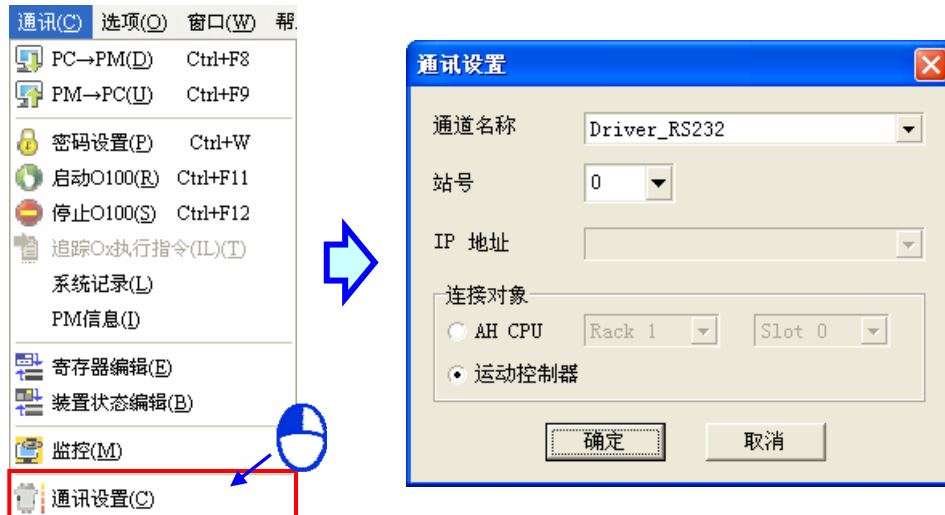 通讯(C) 选项(O) 窗口(W) 帮
PC→PM(D) Ctrl+F8
PM→PC(U) Ctrl+F9
密码设置(P) Ctrl+W
启动O100(R) Ctrl+F11
停止O100(S) Ctrl+F12
追踪Ox执行指令(IL)(T)
系统记录(L)
PM信息(I)
寄存器编辑(E)
装置状态编辑(B)
监控(M)
通讯设置(C)
通讯设置
通道名称 Driver_RS232
站号 0
IP 地址
连接对象
AH CPU Rack 1 Slot 0
运动控制器
确定 取消